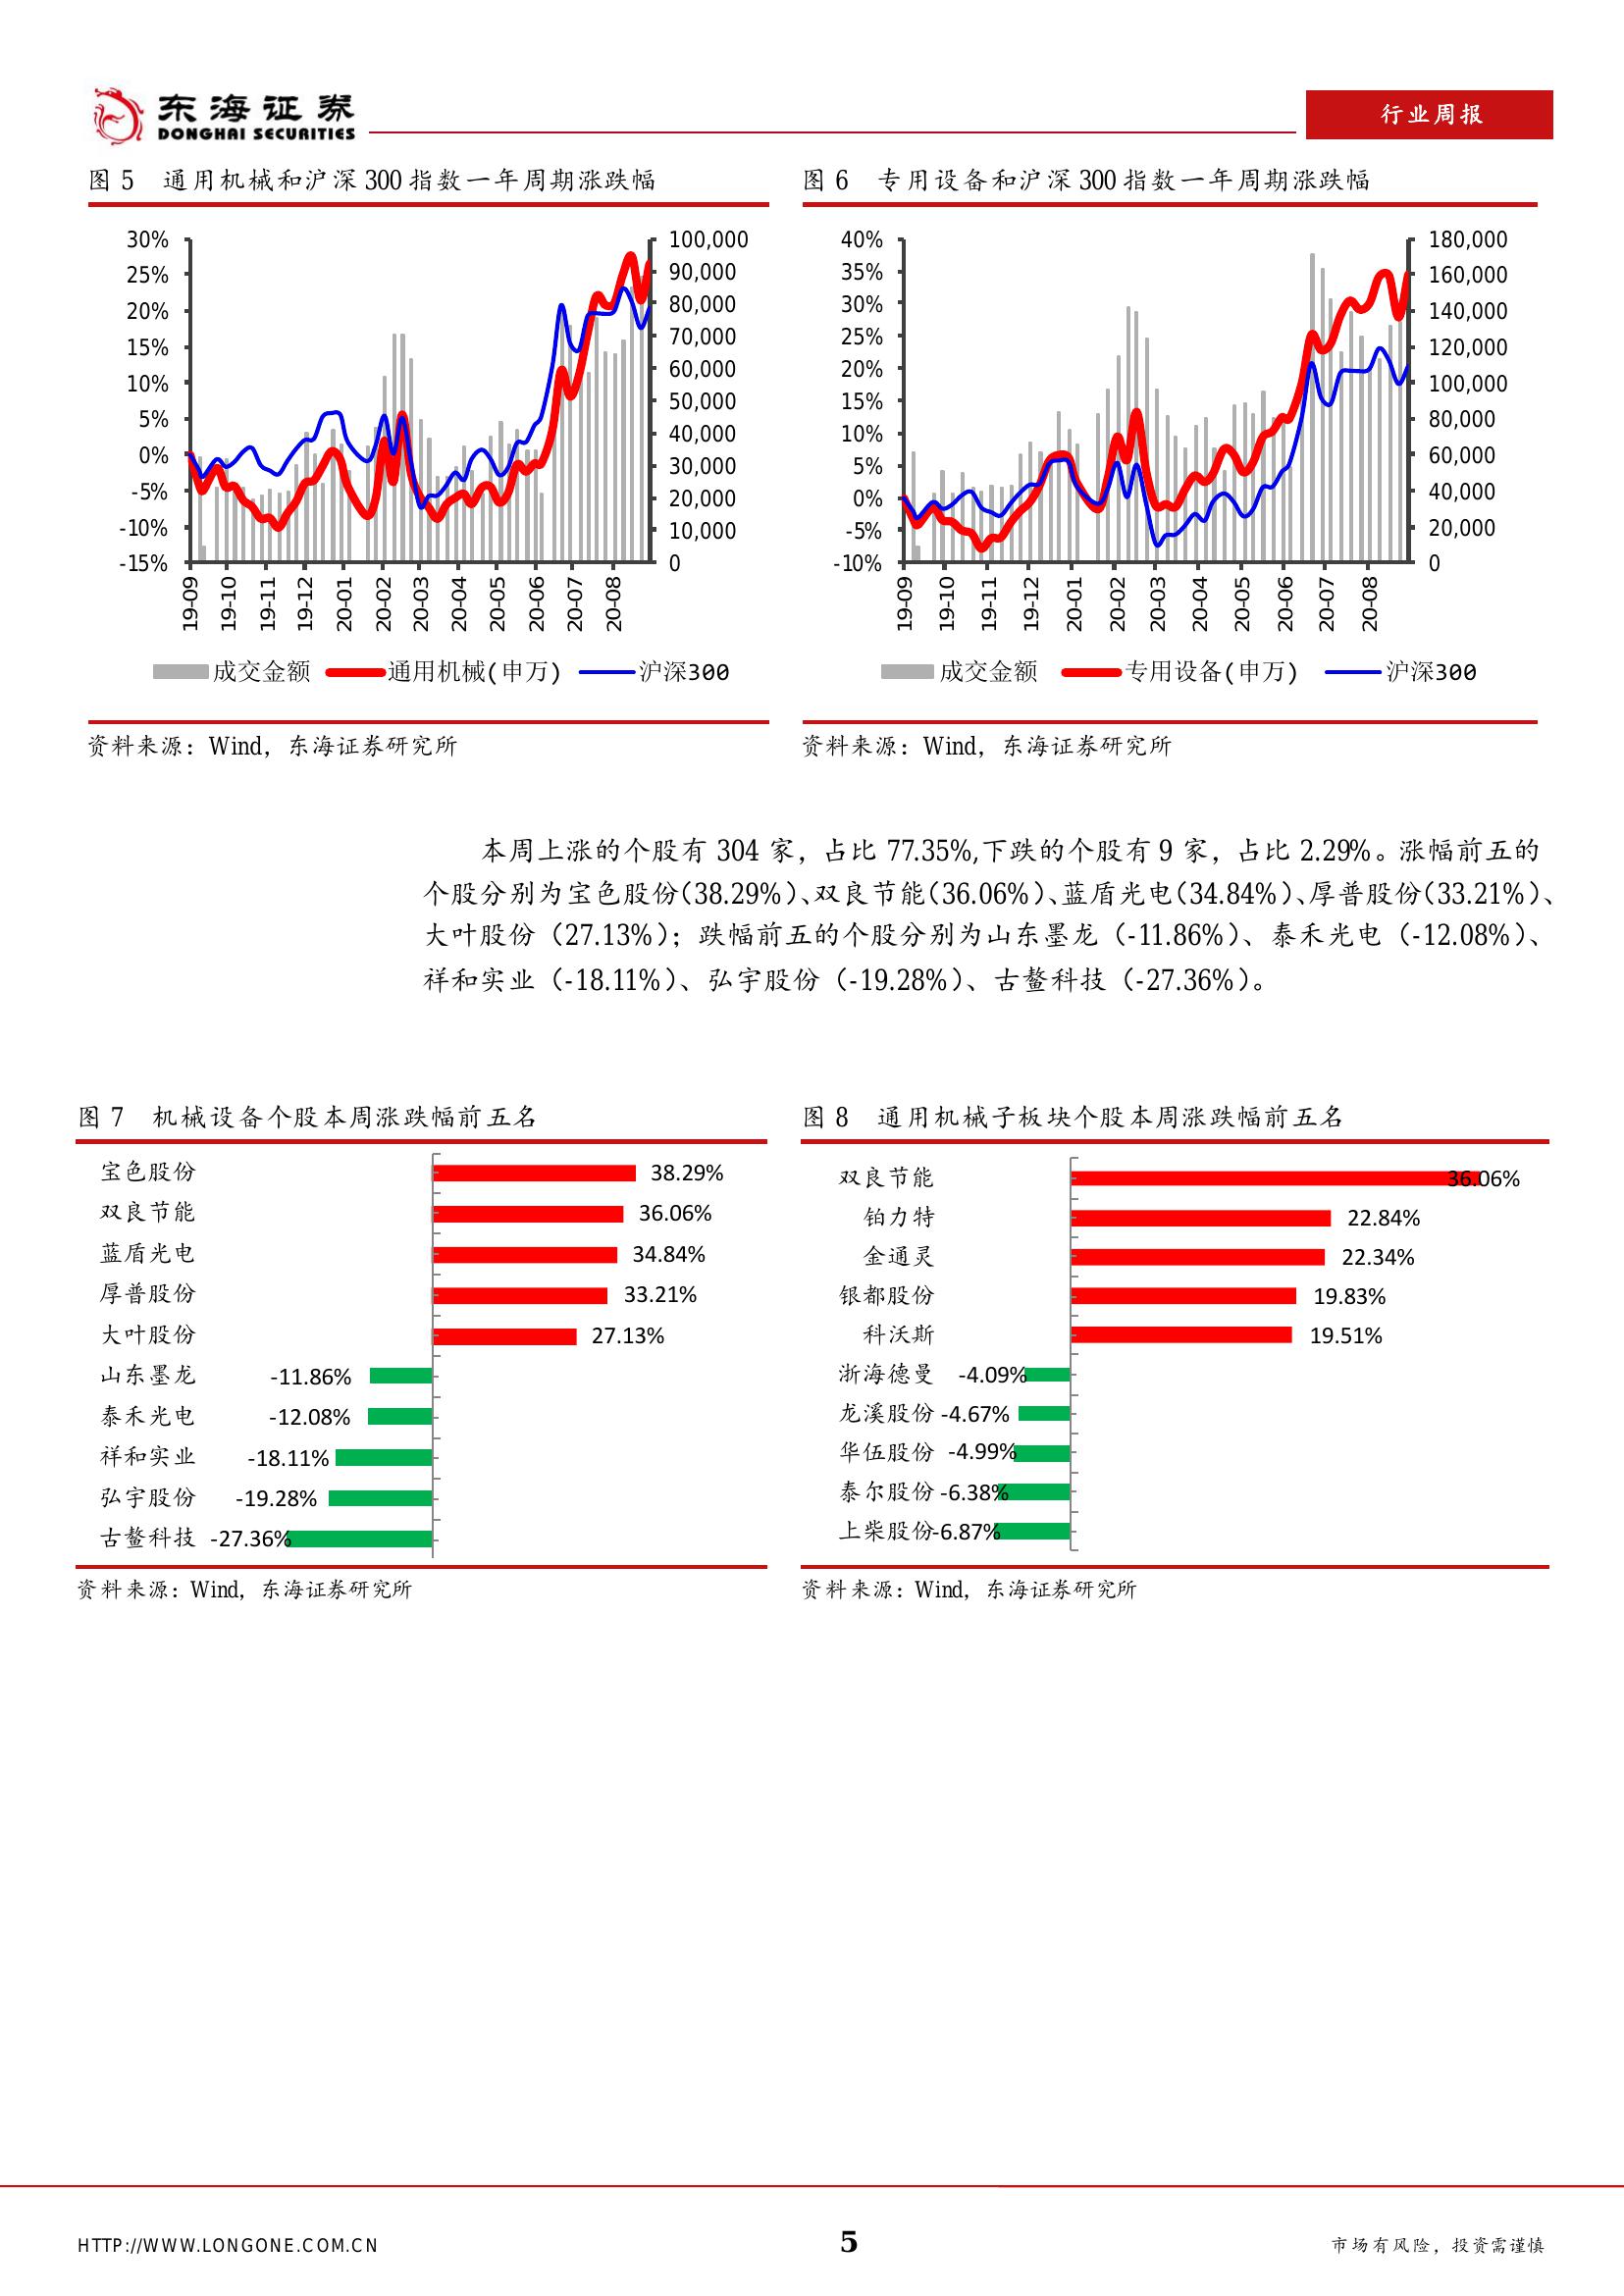 东海证券
DONGHAI SECURITIES
行业周报
图 5 通用机械和沪深 300 指数一年周期涨跌幅
30%
25%
20%
15%
10%
5%
0%
-5%
-10%
-15%
100,000
90,000
80,000
70,000
60,000
50,000
40,000
30,000
20,000
10,000
0
19-09
19-10
19-11
19-12
20-01
20-02
20-03
20-04
20-05
20-06
20-07
20-08
成交金额 通用机械(申万) 沪深300
资料来源：Wind，东海证券研究所
图 6 专用设备和沪深 300 指数一年周期涨跌幅
40%
35%
30%
25%
20%
15%
10%
5%
0%
-5%
-10%
180,000
160,000
140,000
120,000
100,000
80,000
60,000
40,000
20,000
0
19-09
19-10
19-11
19-12
20-01
20-02
20-03
20-04
20-05
20-06
20-07
20-08
成交金额 专用设备(申万) 沪深300
资料来源：Wind，东海证券研究所
本周上涨的个股有 304 家，占比 77.35%,下跌的个股有 9 家，占比 2.29%。涨幅前五的
个股分别为宝色股份（38.29%）、双良节能（36.06%）、蓝盾光电（34.84%）、厚普股份（33.21%）、
大叶股份（27.13%）；跌幅前五的个股分别为山东墨龙（-11.86%）、泰禾光电（-12.08%）、
祥和实业（-18.11%）、弘宇股份（-19.28%）、古鳌科技（-27.36%）。
图 7 机械设备个股本周涨跌幅前五名
宝色股份 38.29%
双良节能 36.06%
蓝盾光电 34.84%
厚普股份 33.21%
大叶股份 27.13%
山东墨龙 -11.86%
泰禾光电 -12.08%
祥和实业 -18.11%
弘宇股份 -19.28%
古鳌科技 -27.36%
资料来源：Wind，东海证券研究所
图 8 通用机械子板块个股本周涨跌幅前五名
双良节能 36.06%
铂力特 22.84%
金通灵 22.34%
银都股份 19.83%
科沃斯 19.51%
浙海德曼 -4.09%
龙溪股份 -4.67%
华伍股份 -4.99%
泰尔股份 -6.38%
上柴股份 -6.87%
资料来源：Wind，东海证券研究所
HTTP://WWW.LONGONE.COM.CN
5
市场有风险，投资需谨慎